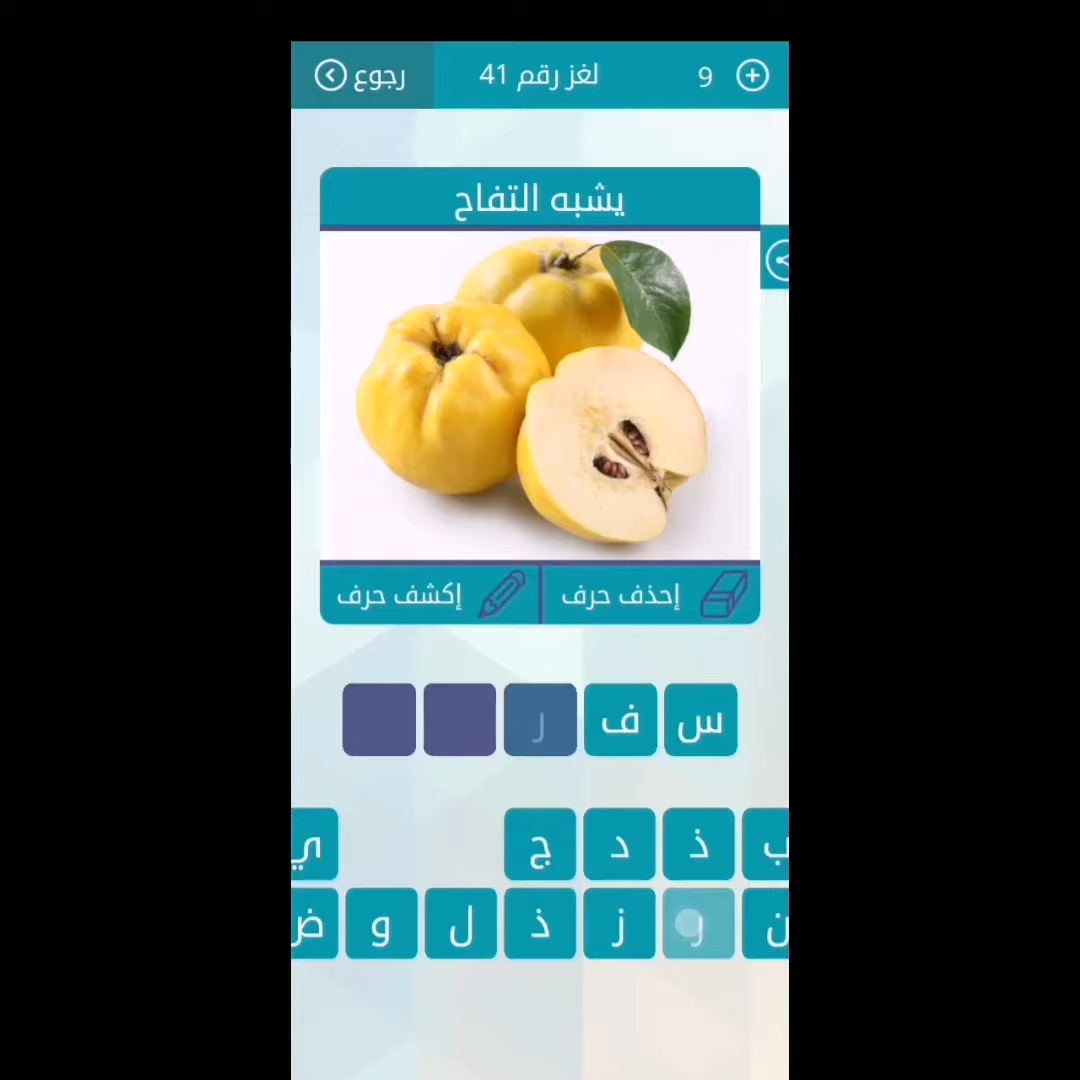 رجوع لغز رقم 41 9
يشبه التفاح
إحذف حرف إكشف حرف
س ف ر
ب ذ د ج ي
ن ر ز ذ ل و ض